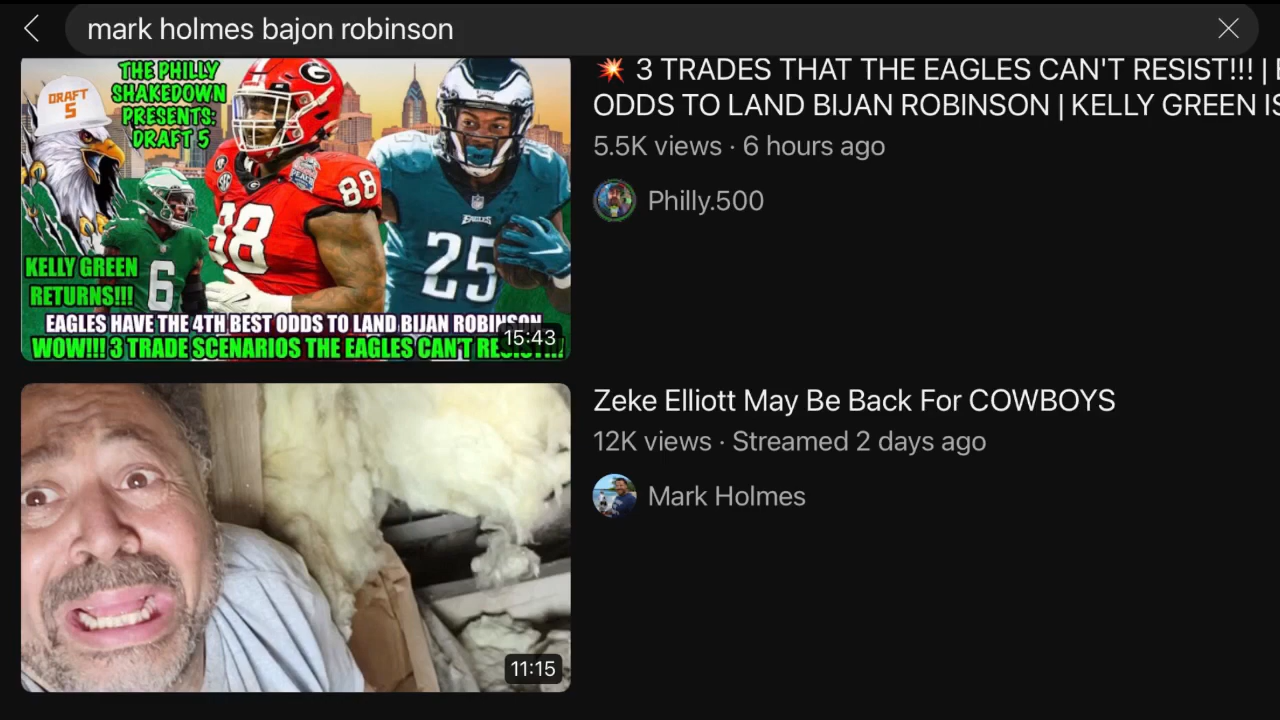 mark holmes bajon robinson
THE PHILLY
SHAKEDOWN
PRESENTS:
DRAFT 5
DRAFT
5
G
88
88
EAGLES
25
6
KELLY GREEN
RETURNS!!!
EAGLES HAVE THE 4TH BEST ODDS TO LAND BIJAN ROBINSON
WOW!!! 3 TRADE SCENARIOS THE EAGLES CAN'T RESIST!!!
15:43
💥 3 TRADES THAT THE EAGLES CAN'T RESIST!!! |
ODDS TO LAND BIJAN ROBINSON | KELLY GREEN IS
5.5K views · 6 hours ago
Philly.500
11:15
Zeke Elliott May Be Back For COWBOYS
12K views · Streamed 2 days ago
Mark Holmes